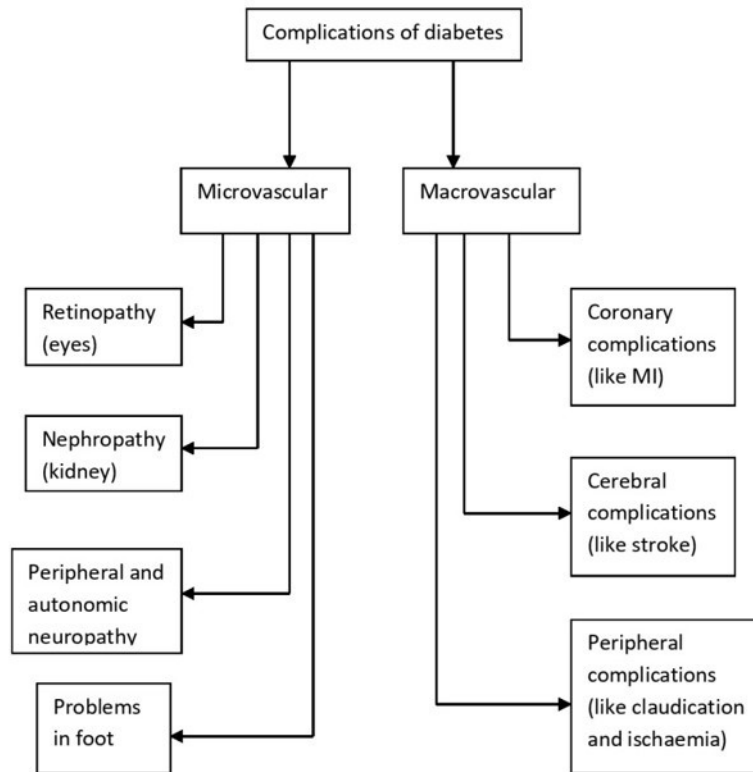 Complications of diabetes
Microvascular
Macrovascular
Retinopathy
(eyes)
Nephropathy
(kidney)
Peripheral and
autonomic
neuropathy
Problems
in foot
Coronary
complications
(like MI)
Cerebral
complications
(like stroke)
Peripheral
complications
(like claudication
and ischaemia)